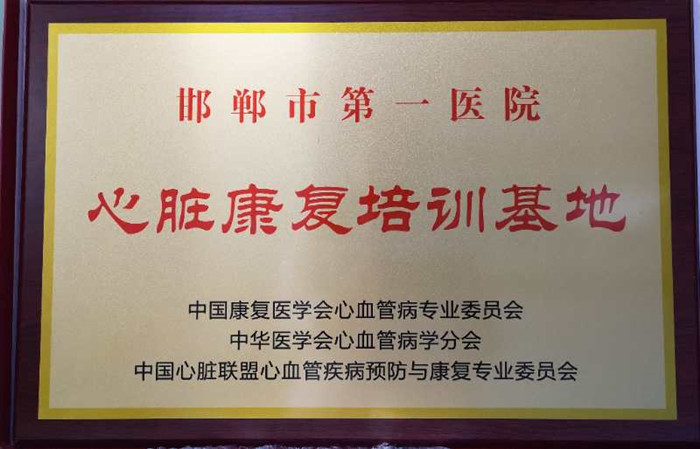 邯郸市第一医院
心脏康复培训基地
中国康复医学会心血管病专业委员会
中华医学会心血管病学分会
中国心脏联盟心血管疾病预防与康复专业委员会